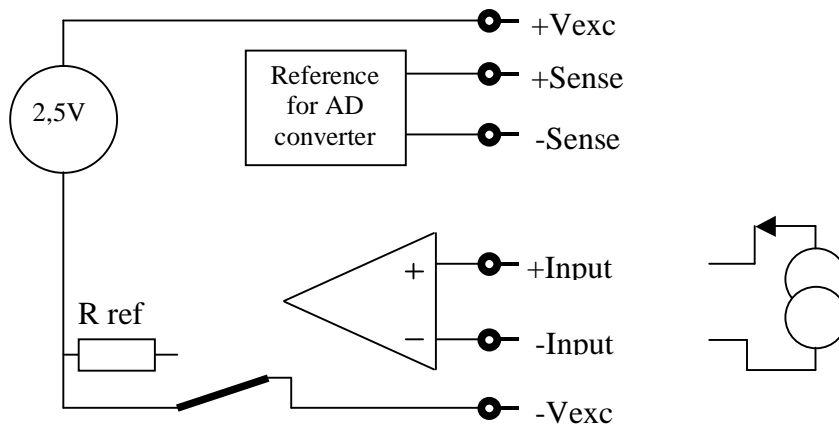 +Vexc
Reference
for AD
converter
+Sense
2,5V
-Sense
+
+Input
R ref
−
-Input
-Vexc